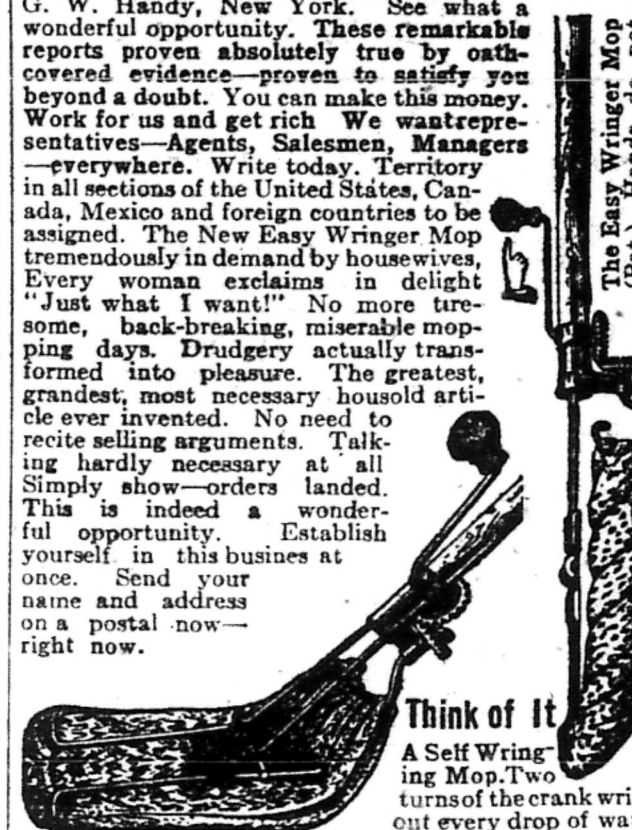 G. W. Handy, New York. See what a
wonderful opportunity. These remarkable
reports proven absolutely true by oath-
covered evidence—proven to satisfy you
beyond a doubt. You can make this money.
Work for us and get rich We wantrepre-
sentatives—Agents, Salesmen, Managers
—everywhere. Write today. Territory
in all sections of the United States, Can-
ada, Mexico and foreign countries to be
assigned. The New Easy Wringer Mop
tremendously in demand by housewives,
Every woman exclaims in delight
"Just what I want!" No more tire-
some, back-breaking, miserable mop-
ping days. Drudgery actually trans-
formed into pleasure. The greatest,
grandest, most necessary housold arti-
cle ever invented. No need to
recite selling arguments. Talk-
ing hardly necessary at all
Simply show—orders landed.
This is indeed a wonder-
ful opportunity. Establish
yourself in this busines at
once. Send your
name and address
on a postal now—
right now.
The Easy Wringer Mop
Think of It
A Self Wring-
ing Mop.Two
turnsof the crank wri
out every drop of wa